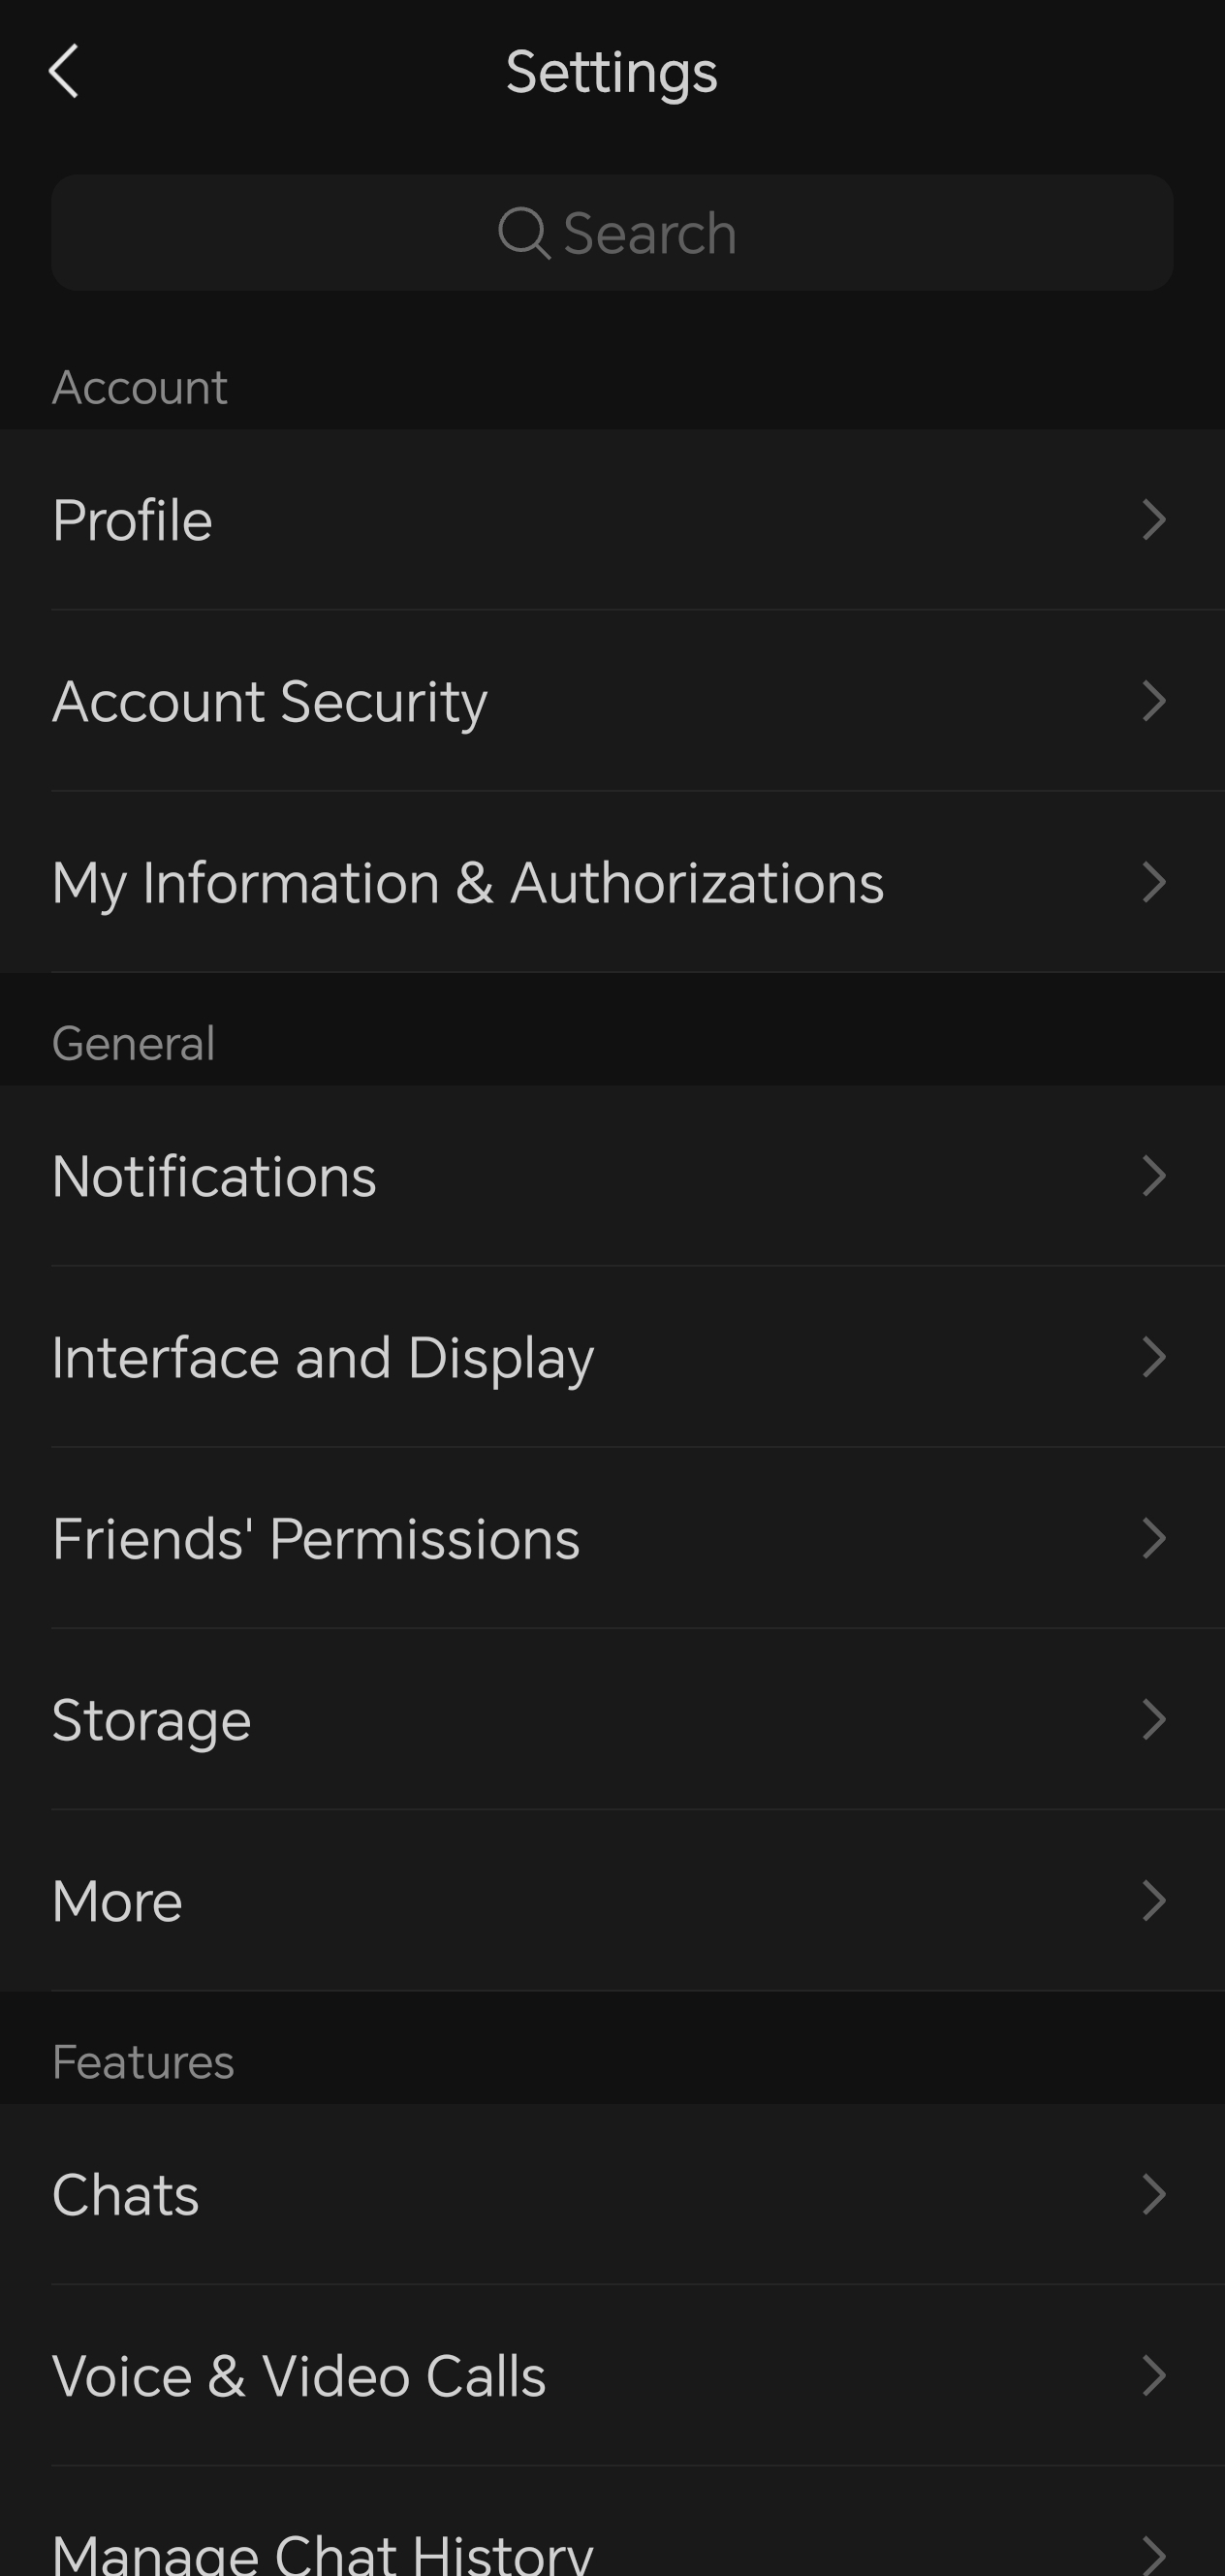 Settings
Search
Account
Profile
Account Security
My Information & Authorizations
General
Notifications
Interface and Display
Friends' Permissions
Storage
More
Features
Chats
Voice & Video Calls
Manage Chat History